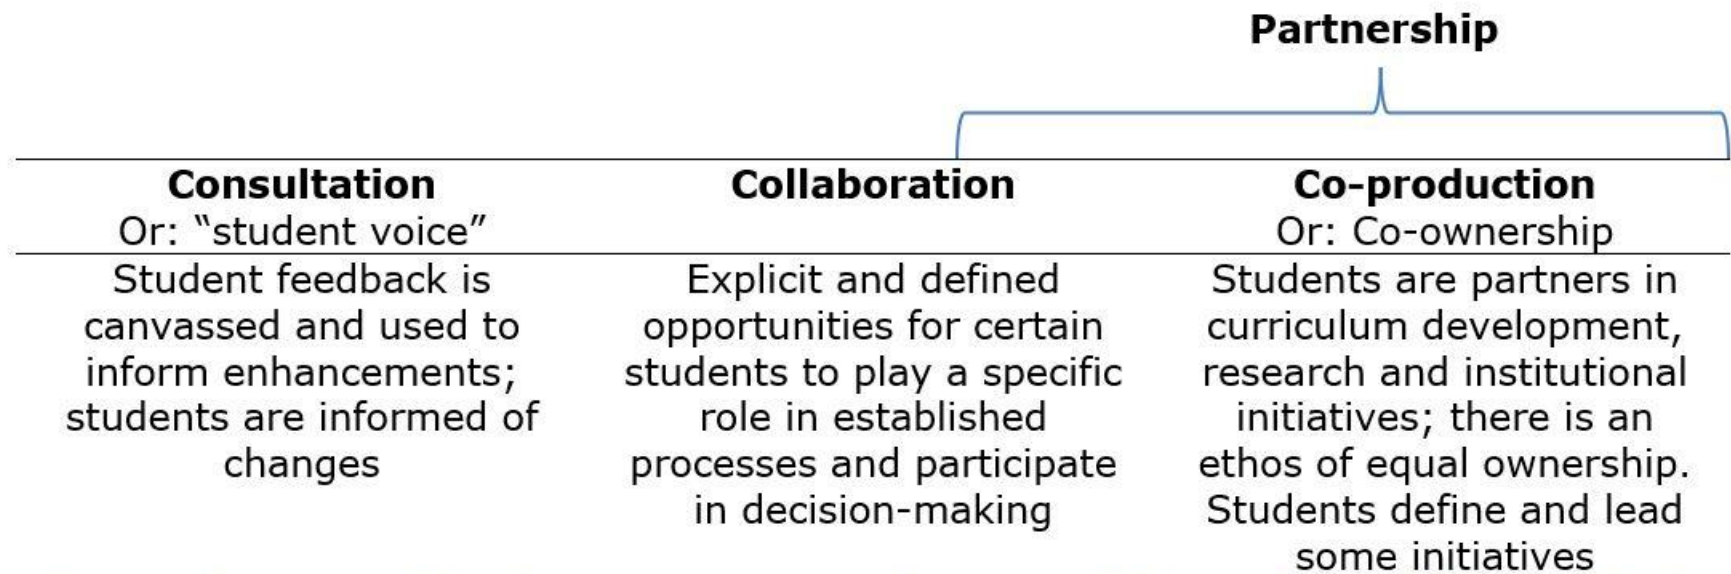 Partnership
Consultation
Or: “student voice”
Student feedback is
canvassed and used to
inform enhancements;
students are informed of
changes
Collaboration
Explicit and defined
opportunities for certain
students to play a specific
role in established
processes and participate
in decision-making
Co-production
Or: Co-ownership
Students are partners in
curriculum development,
research and institutional
initiatives; there is an
ethos of equal ownership.
Students define and lead
some initiatives